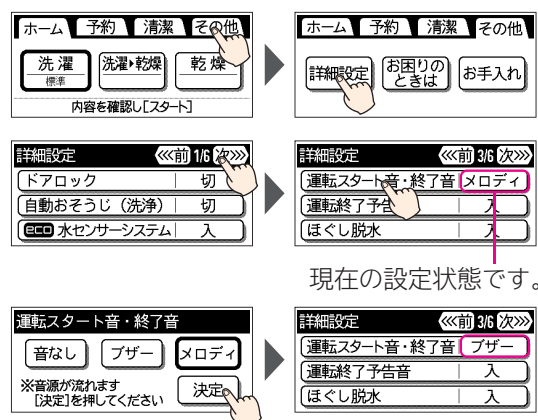 ホーム 予約 清潔 その他
洗濯 標準 洗濯▸乾燥 乾燥
内容を確認し[スタート]
ホーム 予約 清潔 その他
詳細設定 お困りの ときは お手入れ
詳細設定 前 1/6 次
ドアロック 切
自動おそうじ（洗浄） 切
eco 水センサーシステム 入
詳細設定 前 3/6 次
運転スタート音・終了音 メロディ
運転終了予告 入
ほぐし脱水 入
現在の設定状態です。
運転スタート音・終了音
音なし ブザー メロディ
※音源が流れます
[決定]を押してください 決定
詳細設定 前 3/6 次
運転スタート音・終了音 ブザー
運転終了予告音 入
ほぐし脱水 入